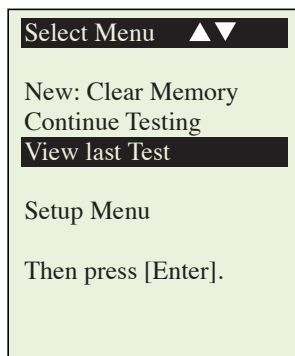 Select Menu ▲▼
New: Clear Memory
Continue Testing
View last Test
Setup Menu
Then press [Enter].